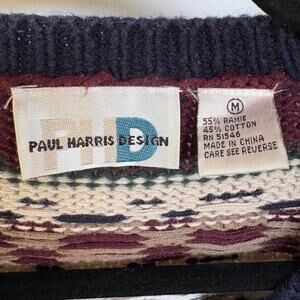 PHD
PAUL HARRIS DESIGN
M
55% RAMIE
45% COTTON
RN 51546
MADE IN CHINA
CARE SEE REVERSE